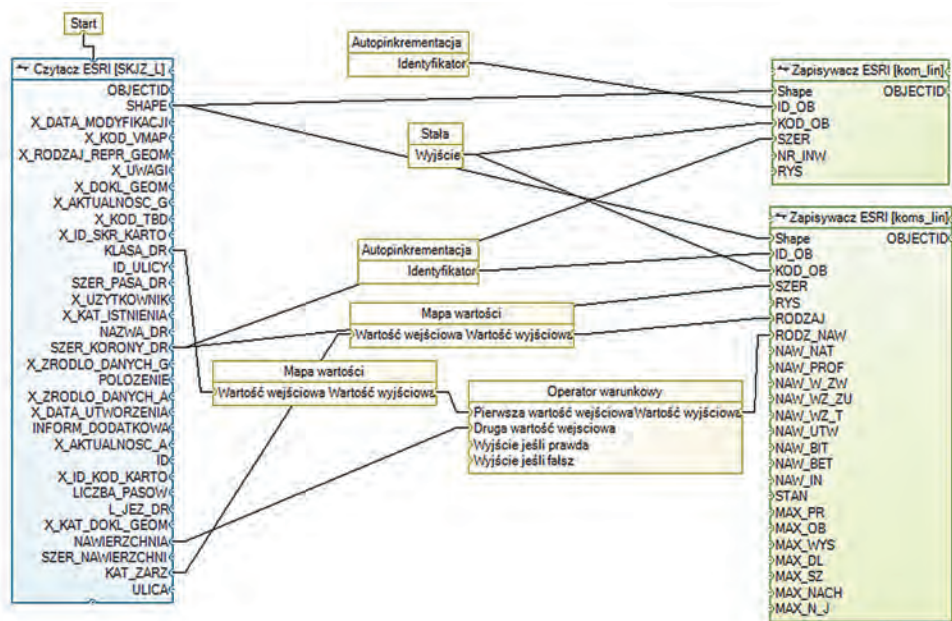 Start
Czytacz ESRI [SKJZ_L]
OBJECTID
SHAPE
X_DATA_MODYFIKACJI
X_KOD_VMAP
X_RODZAJ_REPR_GEOM
X_UWAGI
X_DOKL_GEOM
X_AKTUALNOSC_G
X_KOD_TBD
X_ID_SKR_KARTO
KLASA_DR
ID_ULICY
SZER_PASA_DR
X_UZYTKOWNIK
X_KAT_ISTNIENIA
NAZWA_DR
SZER_KORONY_DR
X_ZRODLO_DANYCH_G
POLOZENIE
X_ZRODLO_DANYCH_A
X_DATA_UTWORZENIA
INFORM_DODATKOWA
X_AKTUALNOSC_A
ID
X_ID_KOD_KARTO
LICZBA_PASOW
L_JEZ_DR
X_KAT_DOKL_GEOM
NAWIERZCHNIA
SZER_NAWIERZCHNI
KAT_ZARZ
ULICA
Autopinkrementacja
Identyfikator
Stała
Wyjście
Autopinkrementacja
Identyfikator
Mapa wartości
Wartość wejściowa Wartość wyjściowa
Mapa wartości
Wartość wejściowa Wartość wyjściowa
Operator warunkowy
Pierwsza wartość wejściowa Wartość wyjściowa
Druga wartość wejsciowa
Wyjście jeśli prawda
Wyjście jeśli fałsz
Zapisywacz ESRI [kom_lin]
Shape OBJECTID
ID_OB
KOD_OB
SZER
NR_INW
RYS
Zapisywacz ESRI [koms_lin]
Shape OBJECTID
ID_OB
KOD_OB
SZER
RYS
RODZAJ
RODZ_NAW
NAW_NAT
NAW_PROF
NAW_W_ZW
NAW_WZ_ZU
NAW_WZ_T
NAW_UTW
NAW_BIT
NAW_BET
NAW_IN
STAN
MAX_PR
MAX_OB
MAX_WYS
MAX_DL
MAX_SZ
MAX_NACH
MAX_N_J